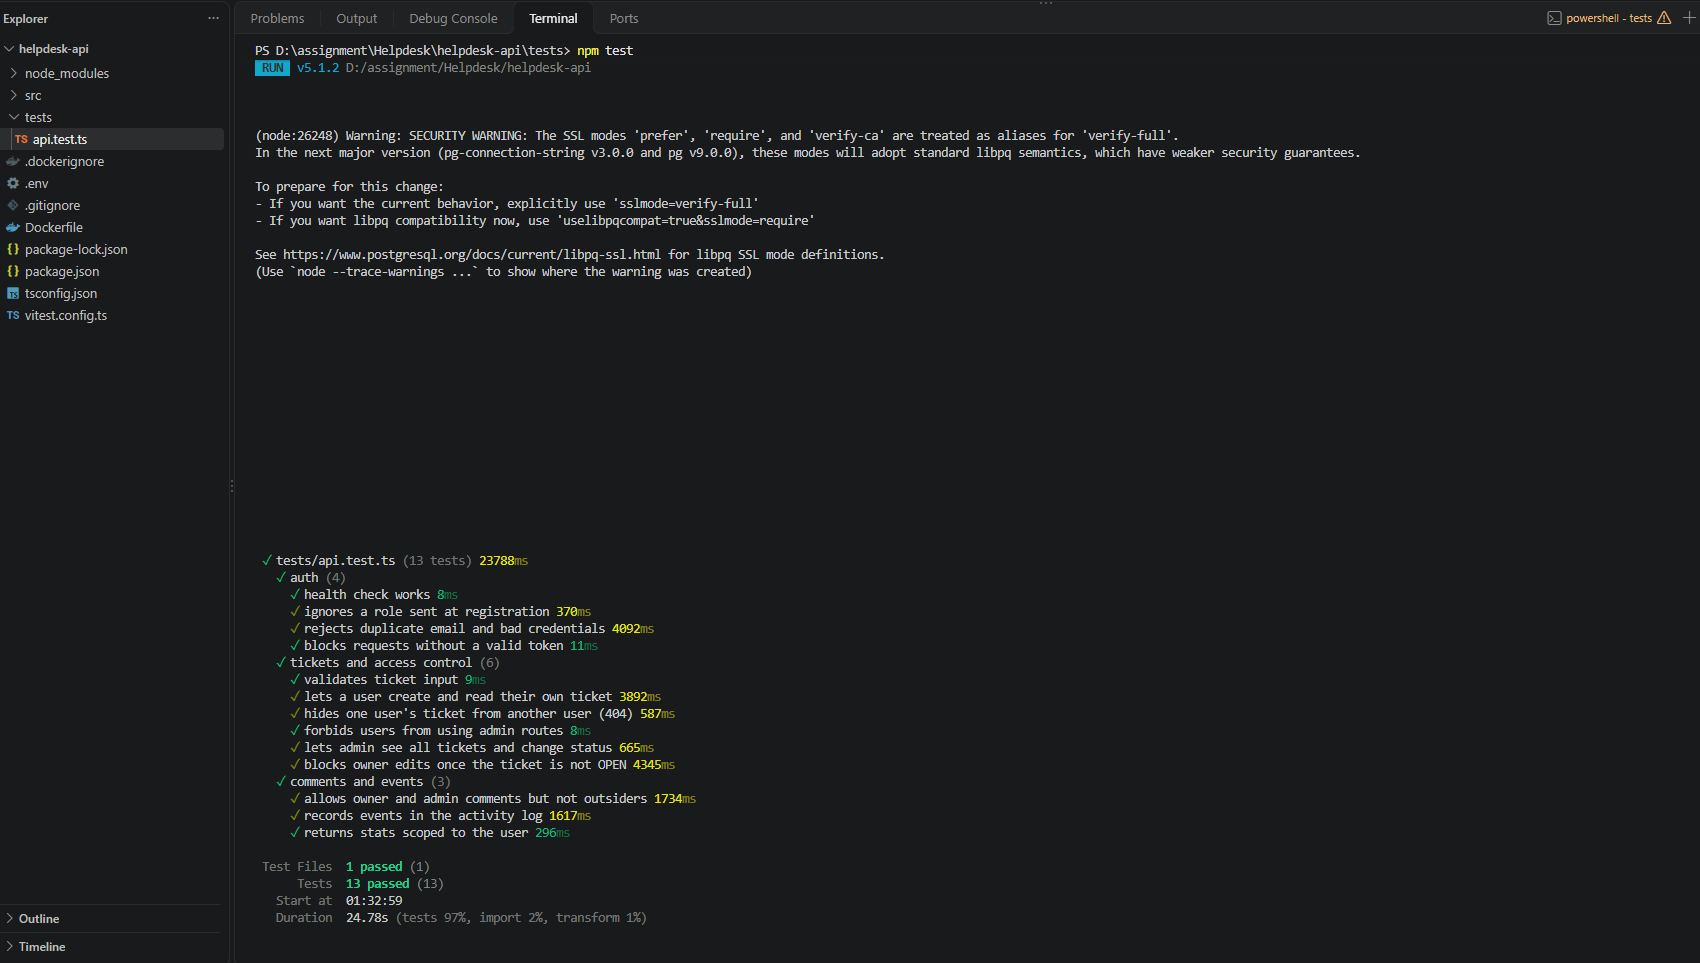 Explorer
helpdesk-api
node_modules
src
tests
TS api.test.ts
.dockerignore
.env
.gitignore
Dockerfile
{} package-lock.json
{} package.json
TS tsconfig.json
TS vitest.config.ts
Outline
Timeline
Problems Output Debug Console Terminal Ports
powershell - tests
PS D:\assignment\Helpdesk\helpdesk-api\tests> npm test
RUN v5.1.2 D:/assignment/Helpdesk/helpdesk-api
(node:26248) Warning: SECURITY WARNING: The SSL modes 'prefer', 'require', and 'verify-ca' are treated as aliases for 'verify-full'.
In the next major version (pg-connection-string v3.0.0 and pg v9.0.0), these modes will adopt standard libpq semantics, which have weaker security guarantees.
To prepare for this change:
- If you want the current behavior, explicitly use 'sslmode=verify-full'
- If you want libpq compatibility now, use 'uselibpqcompat=true&sslmode=require'
See https://www.postgresql.org/docs/current/libpq-ssl.html for libpq SSL mode definitions.
(Use `node --trace-warnings ...` to show where the warning was created)
✓ tests/api.test.ts (13 tests) 23788ms
✓ auth (4)
✓ health check works 8ms
✓ ignores a role sent at registration 370ms
✓ rejects duplicate email and bad credentials 4092ms
✓ blocks requests without a valid token 11ms
✓ tickets and access control (6)
✓ validates ticket input 9ms
✓ lets a user create and read their own ticket 3892ms
✓ hides one user's ticket from another user (404) 587ms
✓ forbids users from using admin routes 8ms
✓ lets admin see all tickets and change status 665ms
✓ blocks owner edits once the ticket is not OPEN 4345ms
✓ comments and events (3)
✓ allows owner and admin comments but not outsiders 1734ms
✓ records events in the activity log 1617ms
✓ returns stats scoped to the user 296ms
Test Files 1 passed (1)
Tests 13 passed (13)
Start at 01:32:59
Duration 24.78s (tests 97%, import 2%, transform 1%)